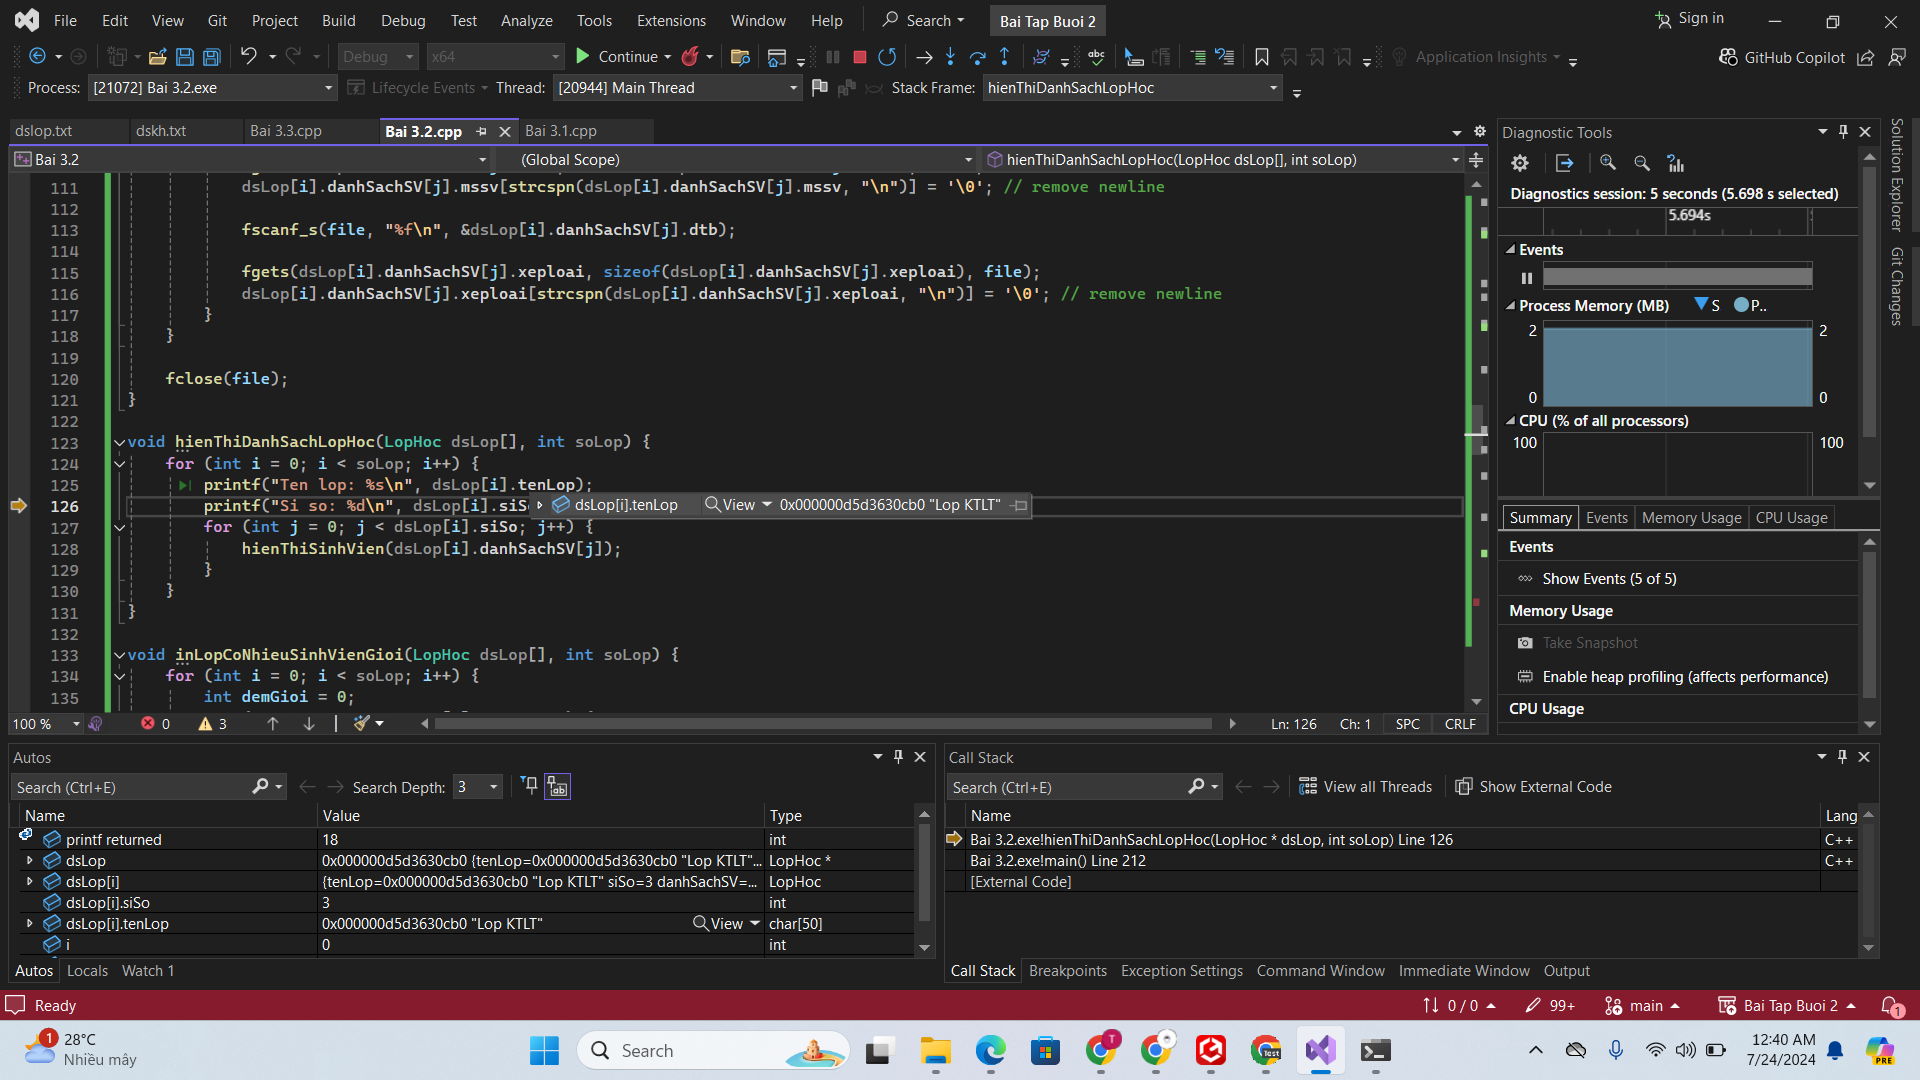 File Edit View Git Project Build Debug Test Analyze Tools Extensions Window Help Search Bai Tap Buoi 2 Sign in
Debug x64 Continue Application Insights GitHub Copilot
Process: [21072] Bai 3.2.exe Lifecycle Events Thread: [20944] Main Thread Stack Frame: hienThiDanhSachLopHoc
dslop.txt dskh.txt Bai 3.3.cpp Bai 3.2.cpp Bai 3.1.cpp
Bai 3.2 (Global Scope) hienThiDanhSachLopHoc(LopHoc dsLop[], int soLop)
111 dsLop[i].danhSachSV[j].mssv[strcspn(dsLop[i].danhSachSV[j].mssv, "\n")] = '\0'; // remove newline
112
113 fscanf_s(file, "%f\n", &dsLop[i].danhSachSV[j].dtb);
114
115 fgets(dsLop[i].danhSachSV[j].xeploai, sizeof(dsLop[i].danhSachSV[j].xeploai), file);
116 dsLop[i].danhSachSV[j].xeploai[strcspn(dsLop[i].danhSachSV[j].xeploai, "\n")] = '\0'; // remove newline
117 }
118 }
119
120 fclose(file);
121 }
122
123 void hienThiDanhSachLopHoc(LopHoc dsLop[], int soLop) {
124 for (int i = 0; i < soLop; i++) {
125 printf("Ten lop: %s\n", dsLop[i].tenLop);
126 printf("Si so: %d\n", dsLop[i].siS dsLop[i].tenLop View 0x000000d5d3630cb0 "Lop KTLT"
127 for (int j = 0; j < dsLop[i].siSo; j++) {
128 hienThiSinhVien(dsLop[i].danhSachSV[j]);
129 }
130 }
131 }
132
133 void inLopCoNhieuSinhVienGioi(LopHoc dsLop[], int soLop) {
134 for (int i = 0; i < soLop; i++) {
135 int demGioi = 0;
100 % 0 3 Ln: 126 Ch: 1 SPC CRLF
Diagnostic Tools
Diagnostics session: 5 seconds (5.698 s selected)
5.694s
Events
Process Memory (MB) S P..
2 2
0 0
CPU (% of all processors)
100 100
Summary Events Memory Usage CPU Usage
Events
Show Events (5 of 5)
Memory Usage
Take Snapshot
Enable heap profiling (affects performance)
CPU Usage
Solution Explorer
Git Changes
Autos
Search (Ctrl+E) Search Depth: 3
Name Value Type
printf returned 18 int
dsLop 0x000000d5d3630cb0 {tenLop=0x000000d5d3630cb0 "Lop KTLT"... LopHoc *
dsLop[i] {tenLop=0x000000d5d3630cb0 "Lop KTLT" siSo=3 danhSachSV=... LopHoc
dsLop[i].siSo 3 int
dsLop[i].tenLop 0x000000d5d3630cb0 "Lop KTLT" View char[50]
i 0 int
Autos Locals Watch 1
Call Stack
Search (Ctrl+E) View all Threads Show External Code
Name Lang
Bai 3.2.exe!hienThiDanhSachLopHoc(LopHoc * dsLop, int soLop) Line 126 C++
Bai 3.2.exe!main() Line 212 C++
[External Code]
Call Stack Breakpoints Exception Settings Command Window Immediate Window Output
Ready 0 / 0 99+ main Bai Tap Buoi 2 1
1 28°C
Nhiều mây
Search
T
Test
12:40 AM
7/24/2024
PRE